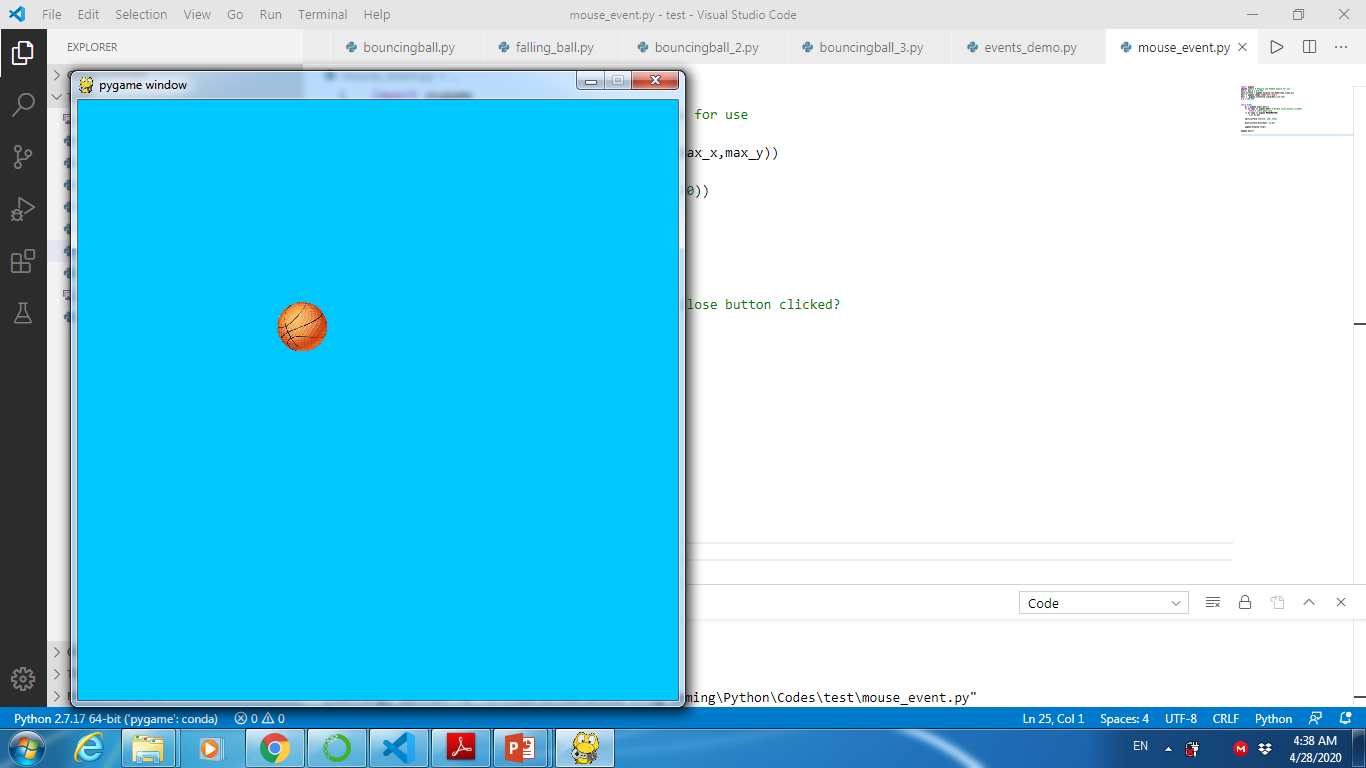 File Edit Selection View Go Run Terminal Help
mouse_event.py - test - Visual Studio Code
EXPLORER
bouncingball.py
falling_ball.py
bouncingball_2.py
bouncingball_3.py
events_demo.py
mouse_event.py
pygame window
for use
ax_x,max_y))
0))
lose button clicked?
Code
ming\Python\Codes\test\mouse_event.py"
Python 2.7.17 64-bit ('pygame': conda) 0 0
Ln 25, Col 1 Spaces: 4 UTF-8 CRLF Python
EN
4:38 AM
4/28/2020